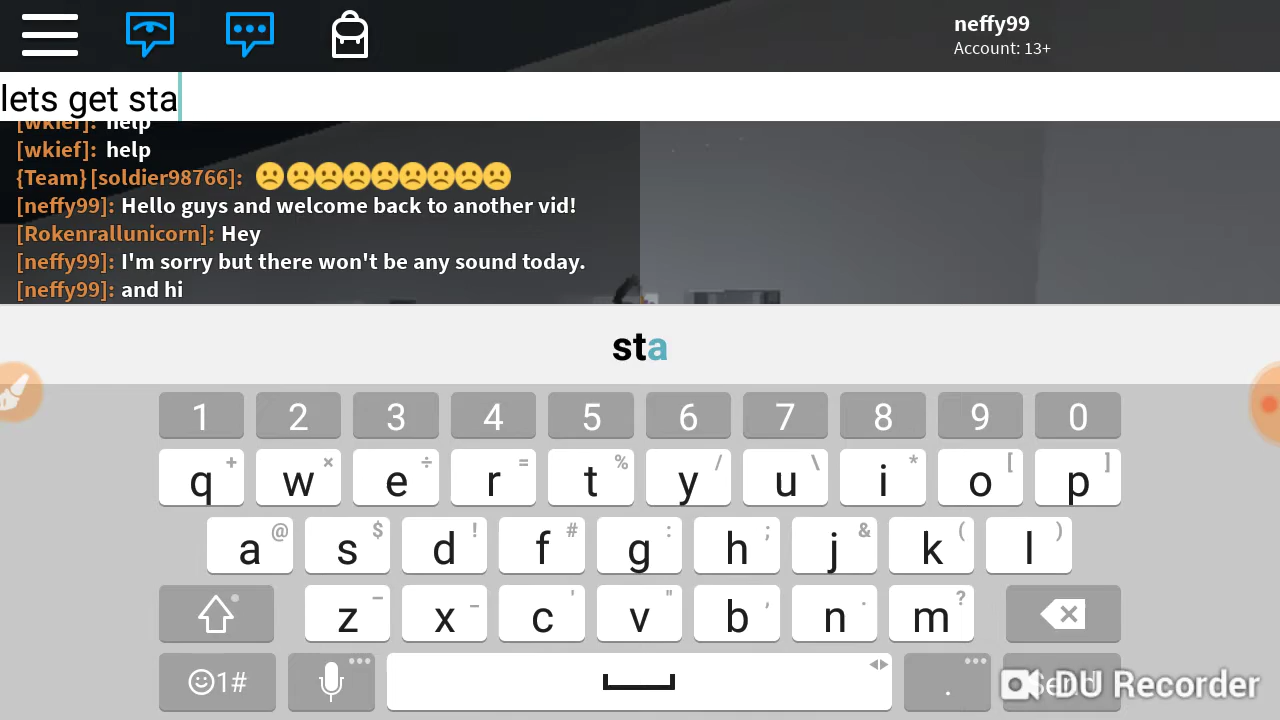 neffy99
Account: 13+
lets get sta
[wkief]: help
[wkief]: help
{Team}[soldier98766]: ☹☹☹☹☹☹☹☹☹
[neffy99]: Hello guys and welcome back to another vid!
[Rokenrallunicorn]: Hey
[neffy99]: I'm sorry but there won't be any sound today.
[neffy99]: and hi
sta
1 2 3 4 5 6 7 8 9 0
q + w × e ÷ r = t % y / u \ i * o [ p ]
a @ s $ d ! f # g : h ; j & k ( l )
z – x _ c ' v " b , n . m ?
☺1# . Send
DU Recorder